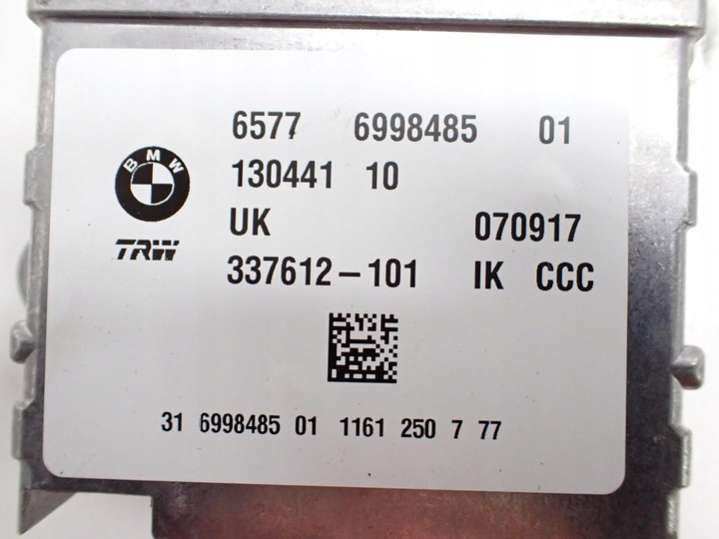 6577 6998485 01
BMW
130441 10
UK 070917
TRW
337612-101 IK CCC
31 6998485 01 1161 250 7 77